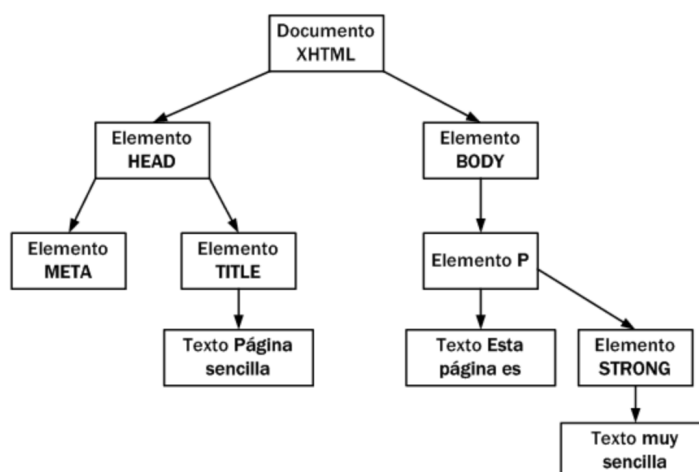 Documento
XHTML
Elemento
HEAD
Elemento
BODY
Elemento
META
Elemento
TITLE
Elemento P
Texto Página
sencilla
Texto Esta
página es
Elemento
STRONG
Texto muy
sencilla